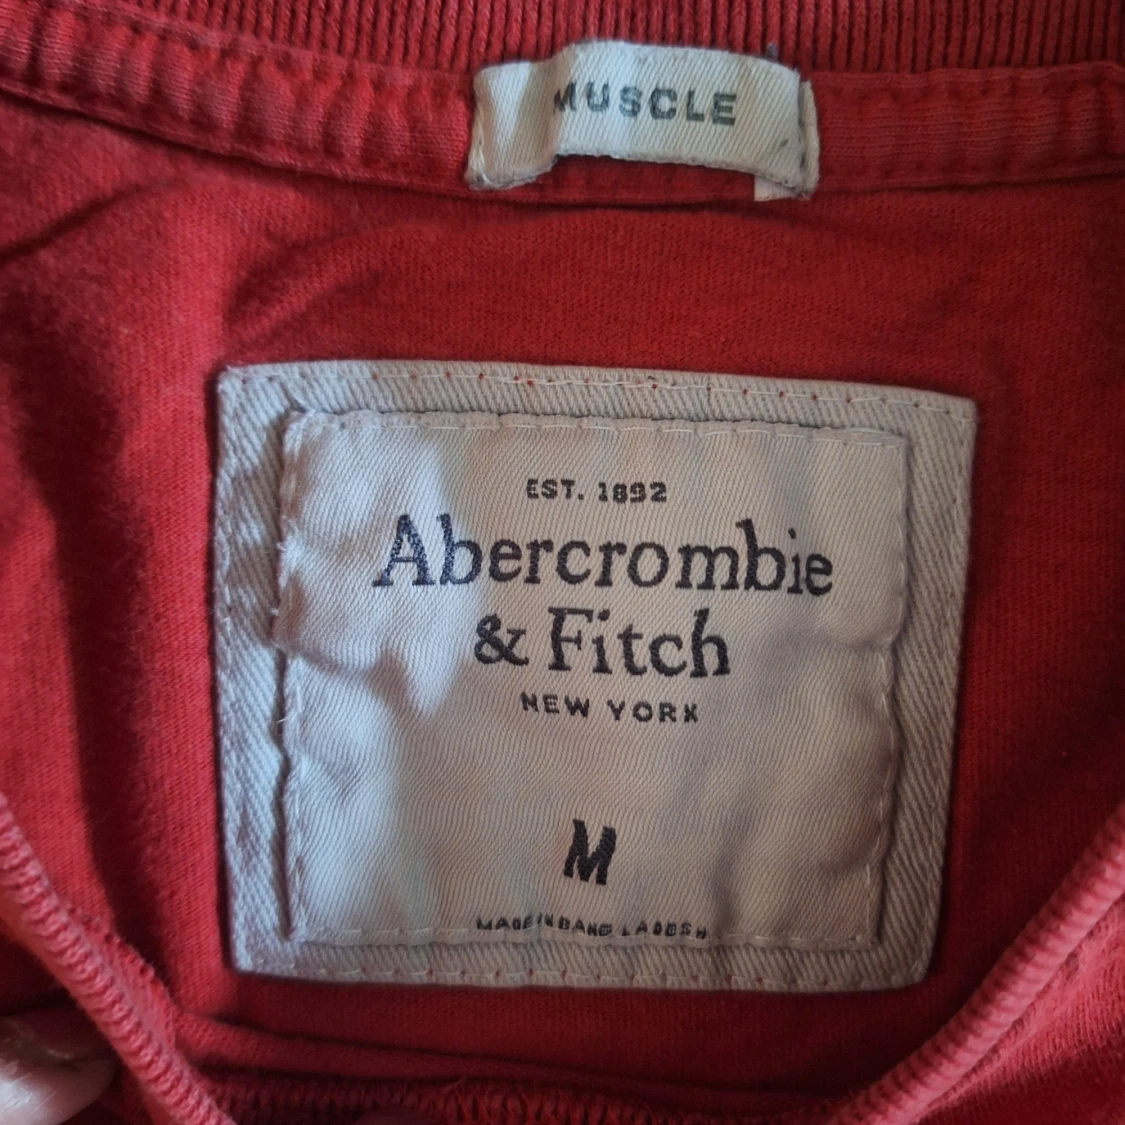 MUSCLE
EST. 1892
Abercrombie
& Fitch
NEW YORK
M
MADE IN BANGLADESH